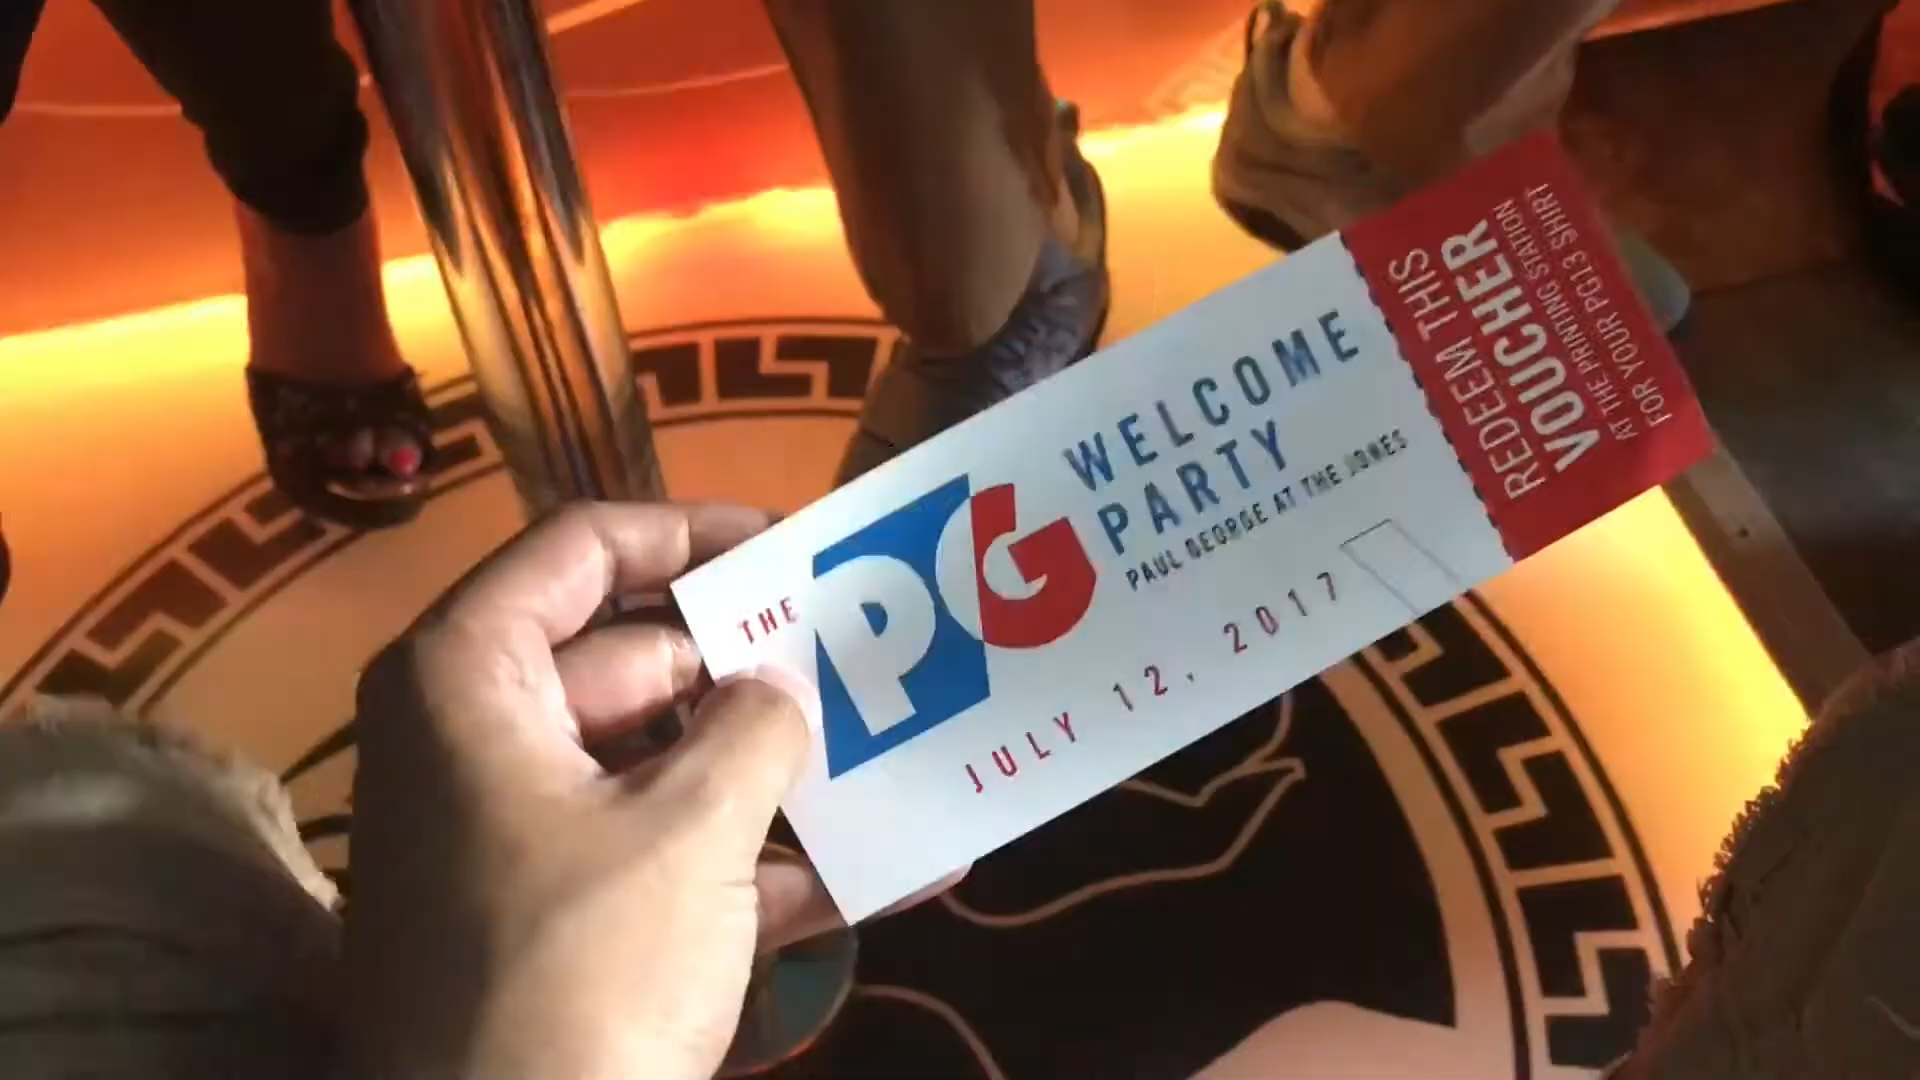 THE PG
WELCOME
PARTY
PAUL GEORGE AT THE JONES
JULY 12, 2017
REDEEM THIS
VOUCHER
AT THE PRINTING STATION
FOR YOUR PG13 SHIRT